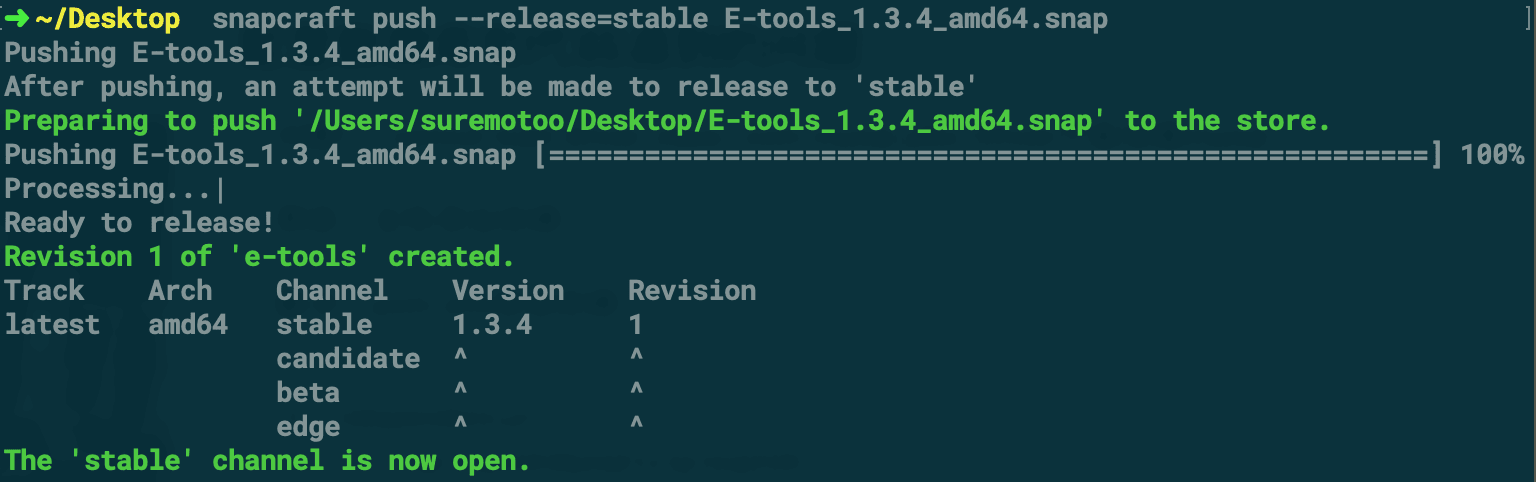 ➜ ~/Desktop  snapcraft push --release=stable E-tools_1.3.4_amd64.snap
Pushing E-tools_1.3.4_amd64.snap
After pushing, an attempt will be made to release to 'stable'
Preparing to push '/Users/suremotoo/Desktop/E-tools_1.3.4_amd64.snap' to the store.
Pushing E-tools_1.3.4_amd64.snap [=======================================================] 100%
Processing...|
Ready to release!
Revision 1 of 'e-tools' created.
Track    Arch    Channel    Version    Revision
latest   amd64   stable     1.3.4      1
                 candidate  ^          ^
                 beta       ^          ^
                 edge       ^          ^
The 'stable' channel is now open.